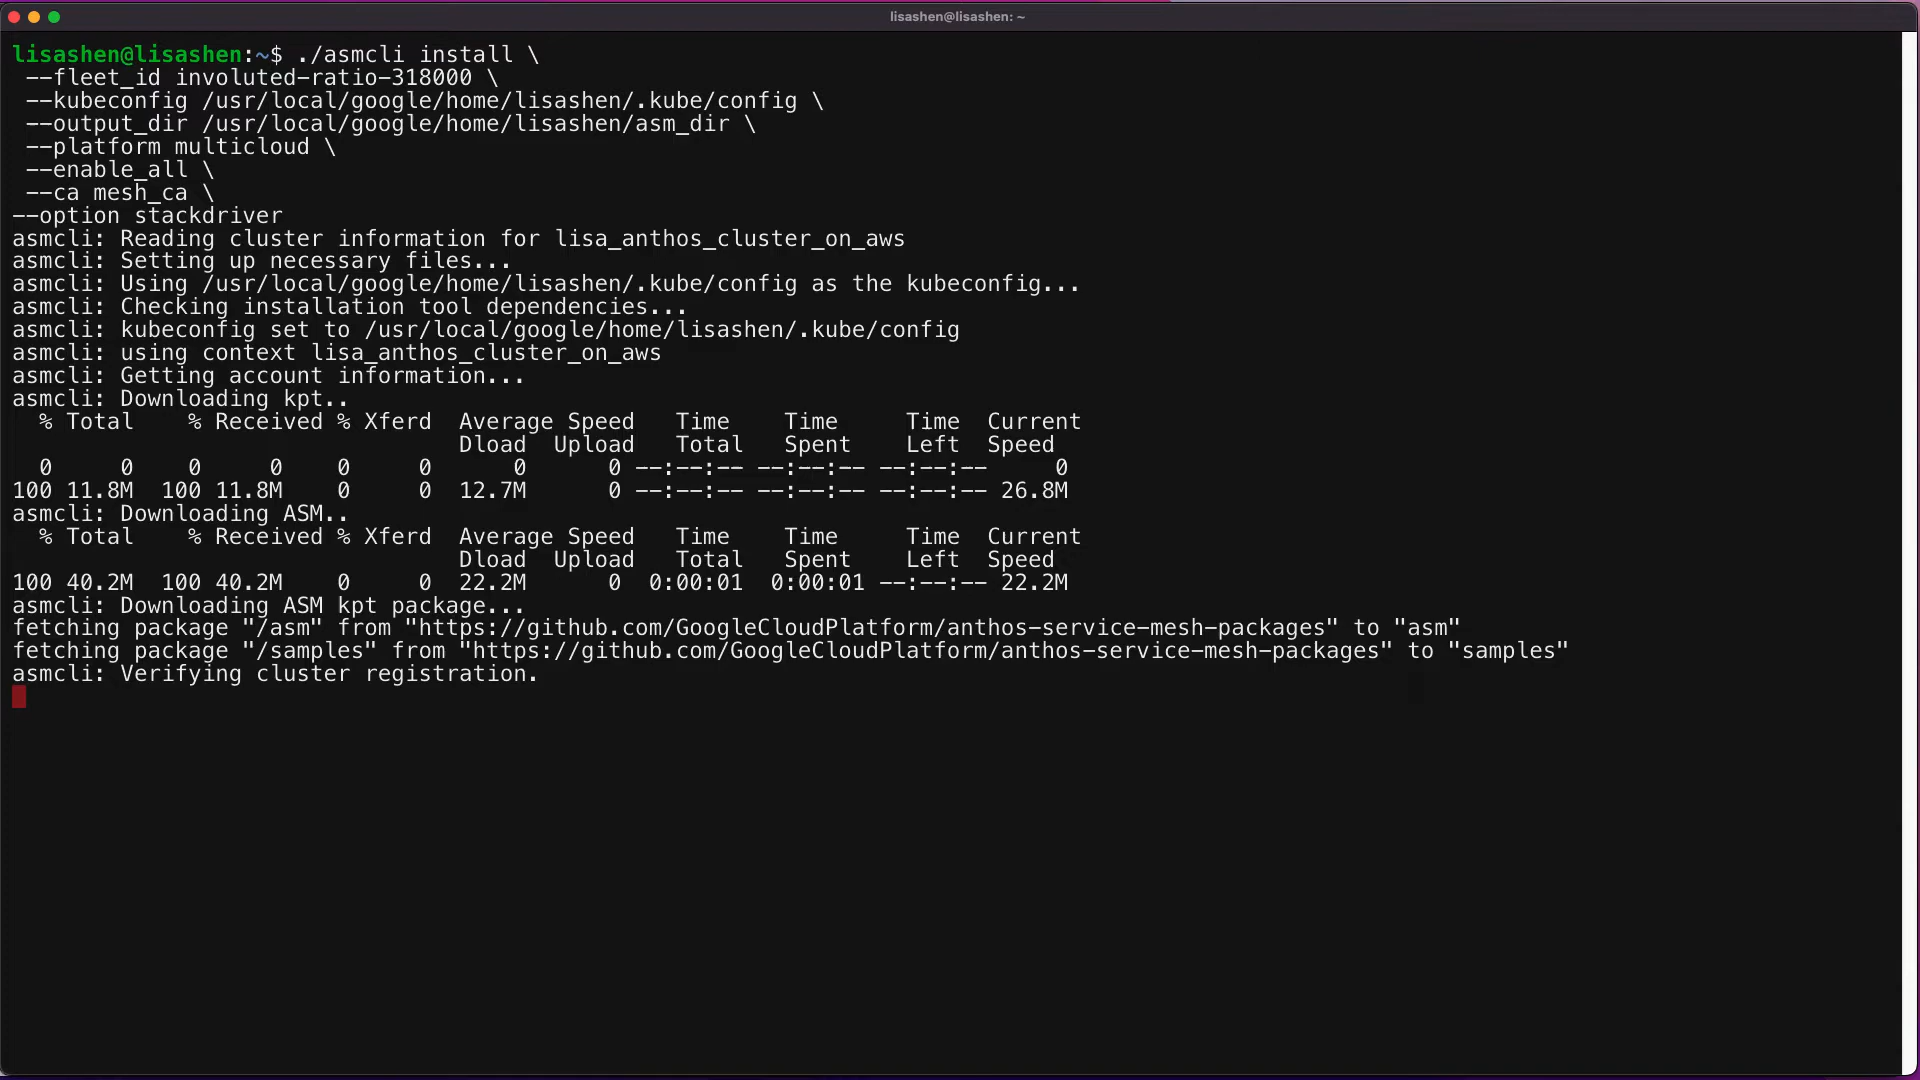 lisashen@lisashen: ~
lisashen@lisashen:~$ ./asmcli install \
 --fleet_id involuted-ratio-318000 \
 --kubeconfig /usr/local/google/home/lisashen/.kube/config \
 --output_dir /usr/local/google/home/lisashen/asm_dir \
 --platform multicloud \
 --enable_all \
 --ca mesh_ca \
--option stackdriver
asmcli: Reading cluster information for lisa_anthos_cluster_on_aws
asmcli: Setting up necessary files...
asmcli: Using /usr/local/google/home/lisashen/.kube/config as the kubeconfig...
asmcli: Checking installation tool dependencies...
asmcli: kubeconfig set to /usr/local/google/home/lisashen/.kube/config
asmcli: using context lisa_anthos_cluster_on_aws
asmcli: Getting account information...
asmcli: Downloading kpt..
  % Total    % Received % Xferd  Average Speed   Time    Time     Time  Current
                                 Dload  Upload   Total   Spent    Left  Speed
  0     0    0     0    0     0      0      0 --:--:-- --:--:-- --:--:--     0
100 11.8M  100 11.8M    0     0  12.7M      0 --:--:-- --:--:-- --:--:-- 26.8M
asmcli: Downloading ASM..
  % Total    % Received % Xferd  Average Speed   Time    Time     Time  Current
                                 Dload  Upload   Total   Spent    Left  Speed
100 40.2M  100 40.2M    0     0  22.2M      0  0:00:01  0:00:01 --:--:-- 22.2M
asmcli: Downloading ASM kpt package...
fetching package "/asm" from "https://github.com/GoogleCloudPlatform/anthos-service-mesh-packages" to "asm"
fetching package "/samples" from "https://github.com/GoogleCloudPlatform/anthos-service-mesh-packages" to "samples"
asmcli: Verifying cluster registration.